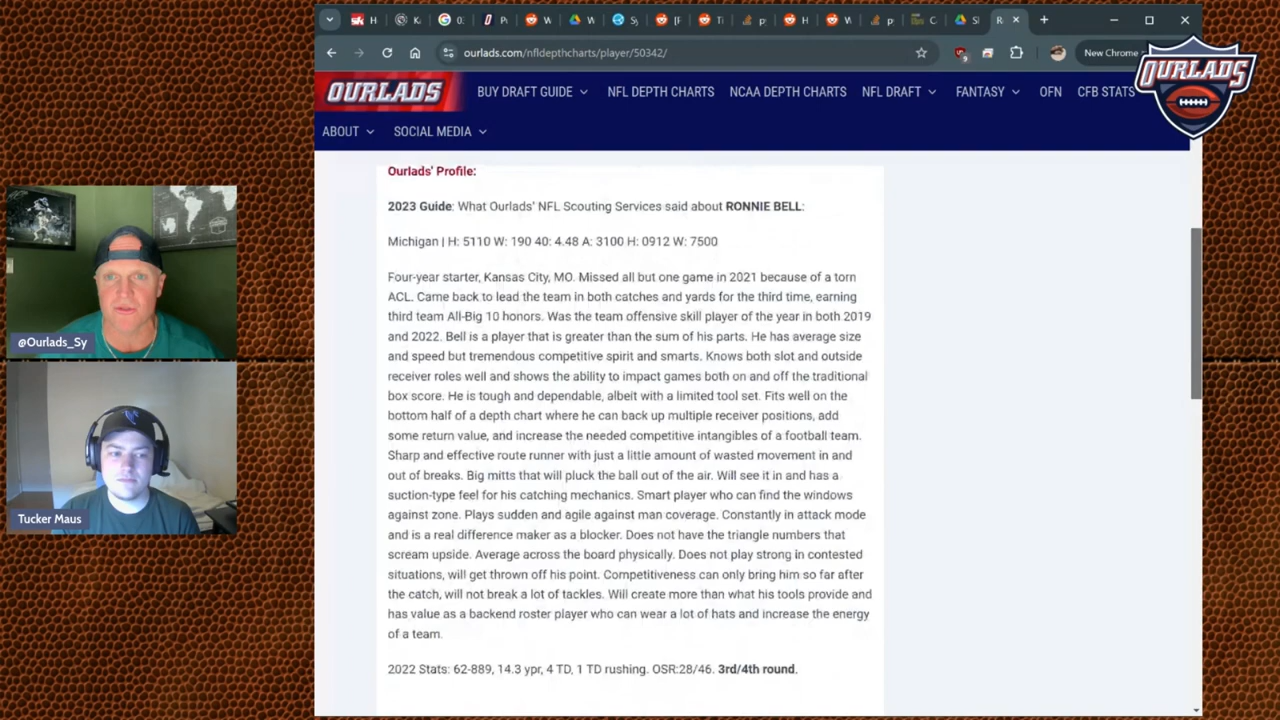 ourlads.com/nfldepthcharts/player/50342/
New Chrome
OURLADS
BUY DRAFT GUIDE
NFL DEPTH CHARTS
NCAA DEPTH CHARTS
NFL DRAFT
FANTASY
OFN
CFB STATS
ABOUT
SOCIAL MEDIA
OURLADS
Ourlads' Profile:
2023 Guide: What Ourlads' NFL Scouting Services said about RONNIE BELL:
Michigan | H: 5110 W: 190 40: 4.48 A: 3100 H: 0912 W: 7500
Four-year starter, Kansas City, MO. Missed all but one game in 2021 because of a torn
ACL. Came back to lead the team in both catches and yards for the third time, earning
third team All-Big 10 honors. Was the team offensive skill player of the year in both 2019
and 2022. Bell is a player that is greater than the sum of his parts. He has average size
and speed but tremendous competitive spirit and smarts. Knows both slot and outside
receiver roles well and shows the ability to impact games both on and off the traditional
box score. He is tough and dependable, albeit with a limited tool set. Fits well on the
bottom half of a depth chart where he can back up multiple receiver positions, add
some return value, and increase the needed competitive intangibles of a football team.
Sharp and effective route runner with just a little amount of wasted movement in and
out of breaks. Big mitts that will pluck the ball out of the air. Will see it in and has a
suction-type feel for his catching mechanics. Smart player who can find the windows
against zone. Plays sudden and agile against man coverage. Constantly in attack mode
and is a real difference maker as a blocker. Does not have the triangle numbers that
scream upside. Average across the board physically. Does not play strong in contested
situations, will get thrown off his point. Competitiveness can only bring him so far after
the catch, will not break a lot of tackles. Will create more than what his tools provide and
has value as a backend roster player who can wear a lot of hats and increase the energy
of a team.
2022 Stats: 62-889, 14.3 ypr, 4 TD, 1 TD rushing. OSR:28/46. 3rd/4th round.
@Ourlads_Sy
Tucker Maus